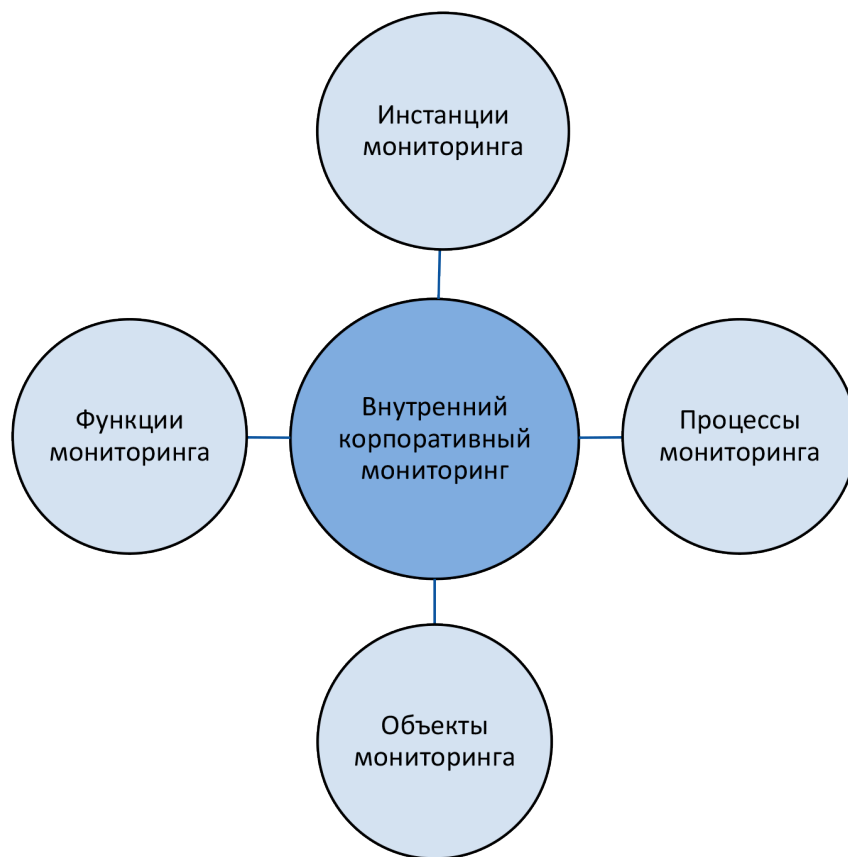 Инстанции
мониторинга
Функции
мониторинга
Внутренний
корпоративный
мониторинг
Процессы
мониторинга
Объекты
мониторинга